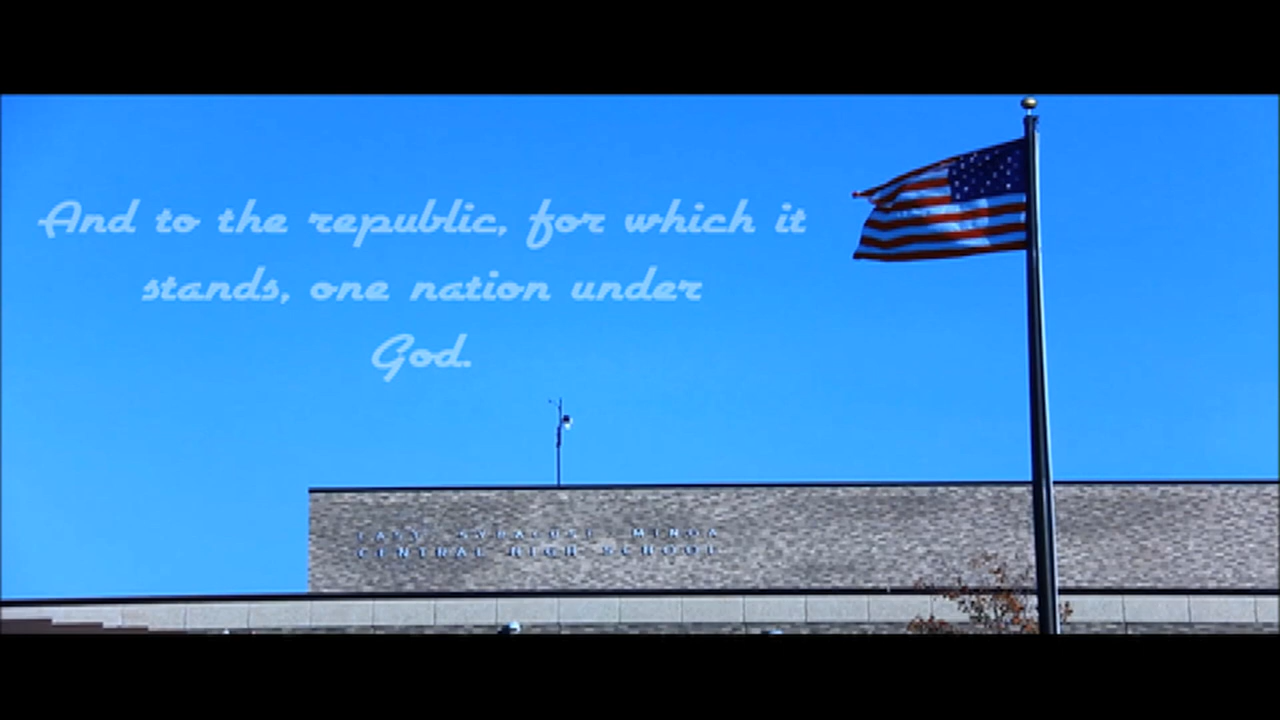 And to the republic, for which it
stands, one nation under
God.
EAST SYRACUSE MINOA
CENTRAL HIGH SCHOOL